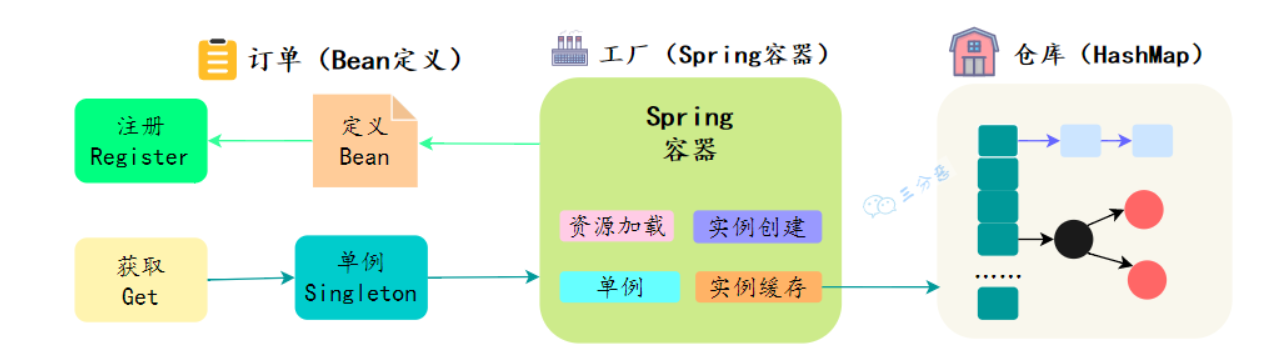 订单（Bean定义）
工厂（Spring容器）
仓库（HashMap）
注册
Register
定义
Bean
Spring
容器
资源加载
实例创建
获取
Get
单例
Singleton
单例
实例缓存
三分恶
......